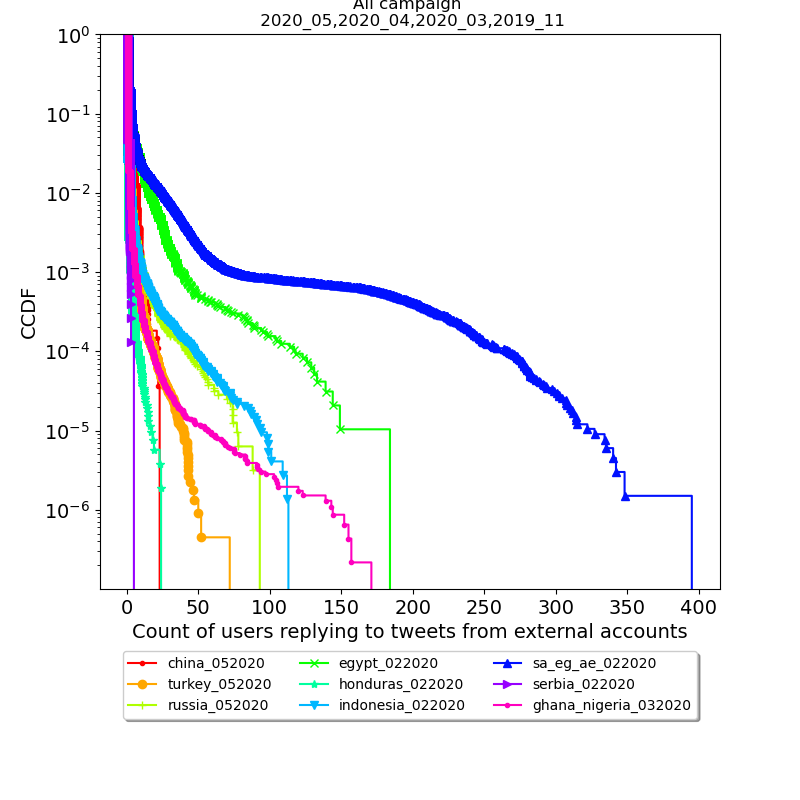 All campaign
2020_05,2020_04,2020_03,2019_11
10^0
10^-1
10^-2
10^-3
10^-4
10^-5
10^-6
CCDF
0 50 100 150 200 250 300 350 400
Count of users replying to tweets from external accounts
china_052020 egypt_022020 sa_eg_ae_022020
turkey_052020 honduras_022020 serbia_022020
russia_052020 indonesia_022020 ghana_nigeria_032020